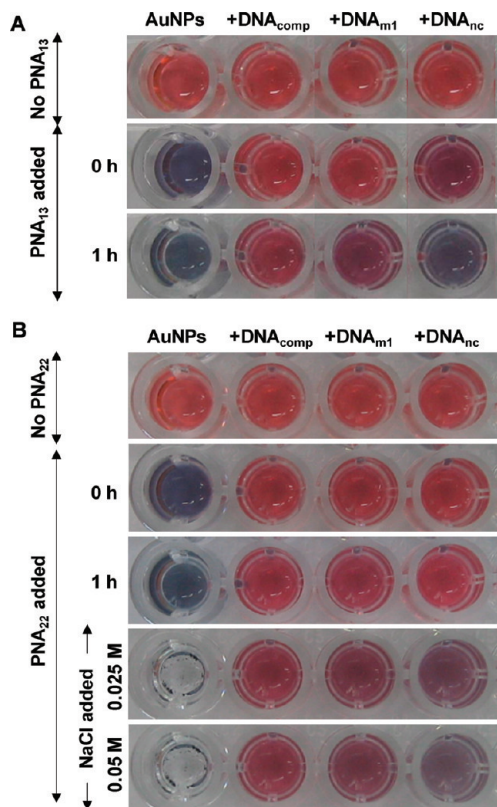 A
AuNPs +DNAcomp +DNAm1 +DNAnc
No PNA13
PNA13 added
0 h
1 h
B
AuNPs +DNAcomp +DNAm1 +DNAnc
No PNA22
PNA22 added
0 h
1 h
NaCl added
0.025 M
0.05 M